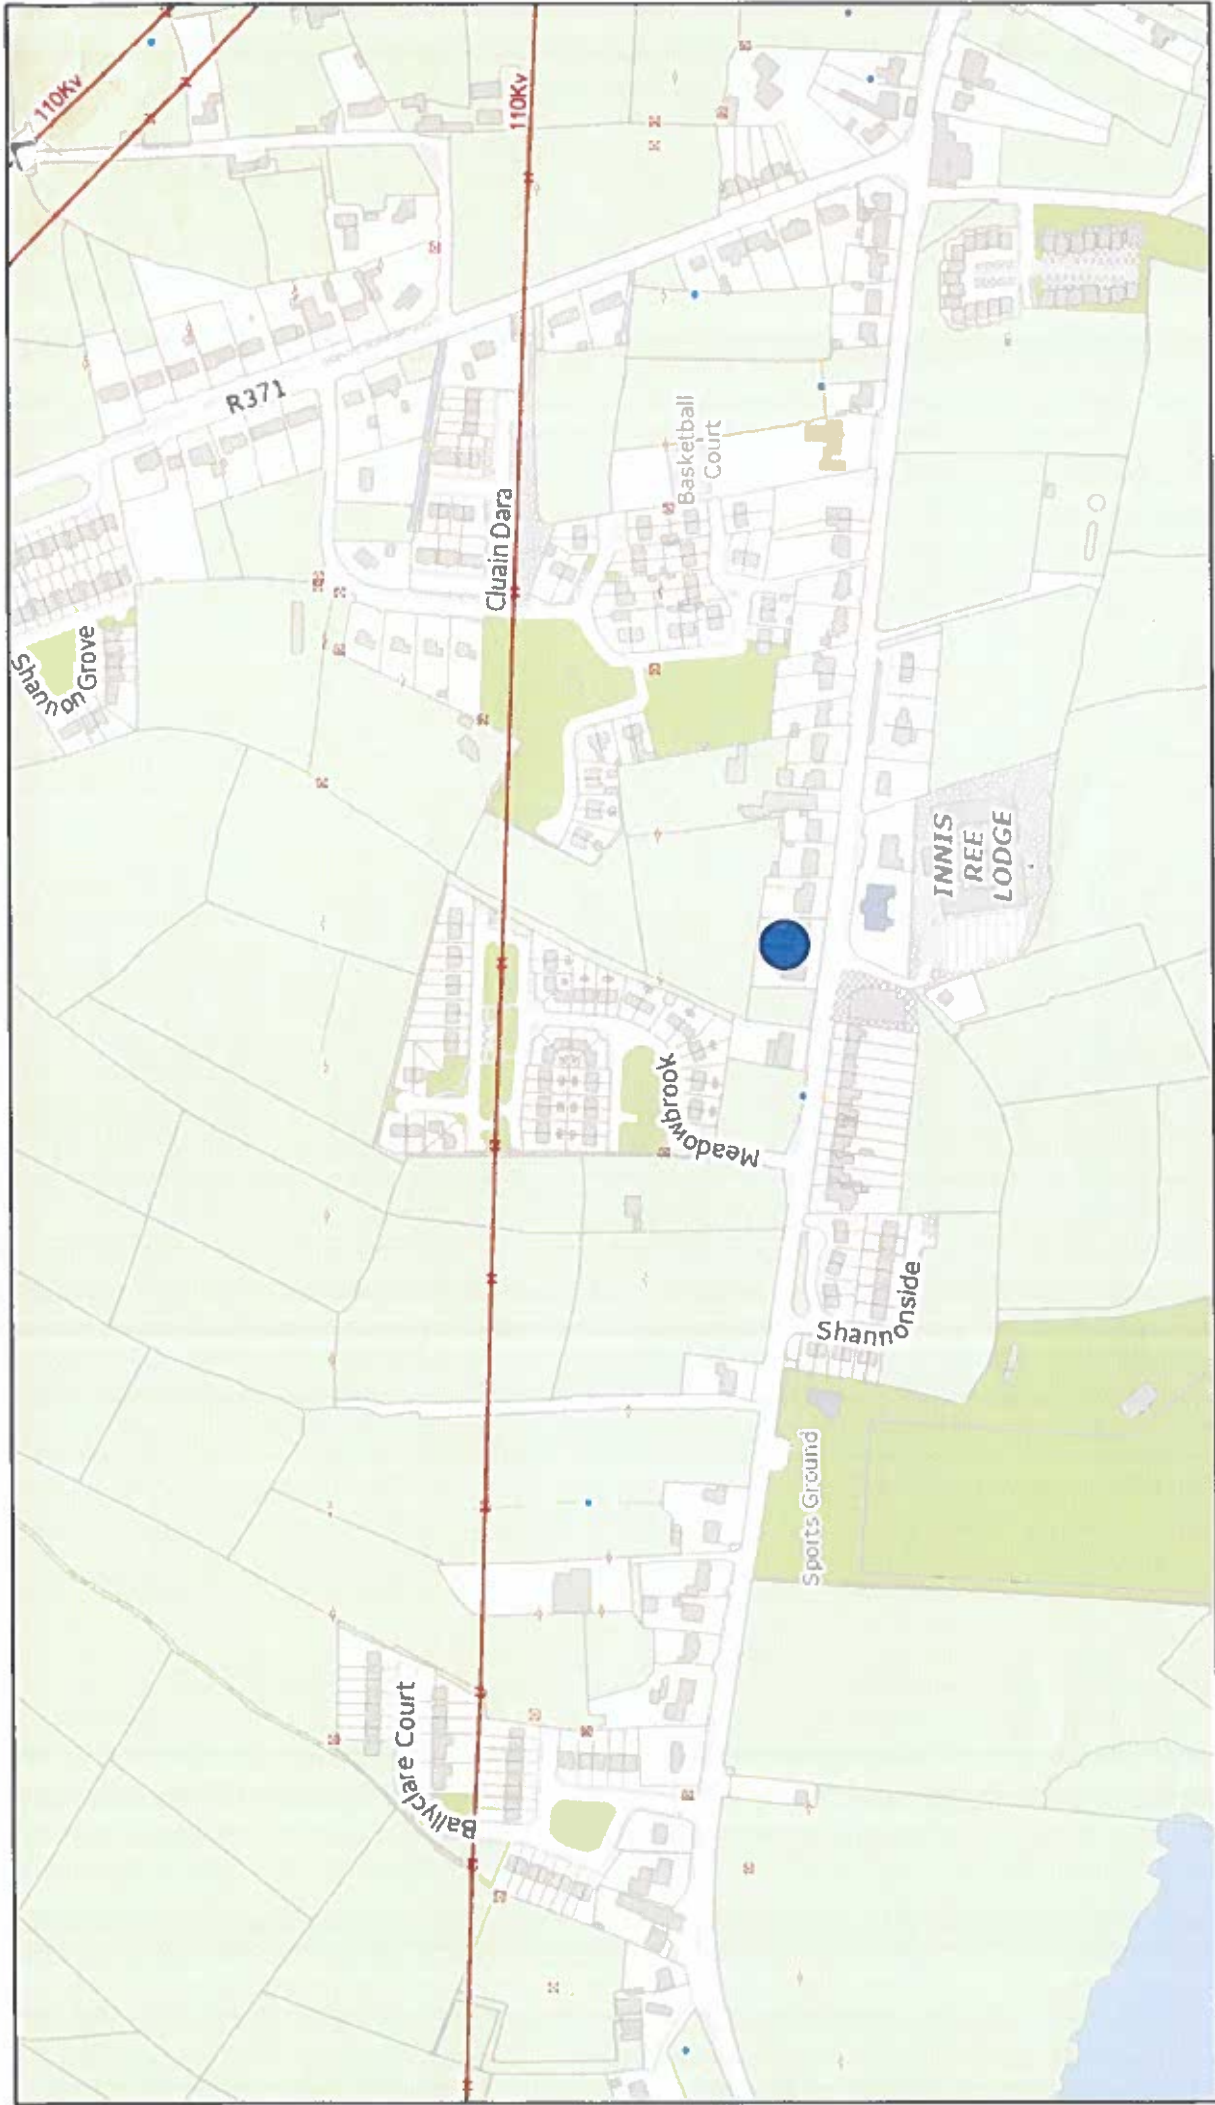 110Kv
110Kv
R371
Shannon Grove
Cluain Dara
Basketball
Court
INNIS
REE
LODGE
Meadowbrook
Shannonside
Sports Ground
Ballyclare Court